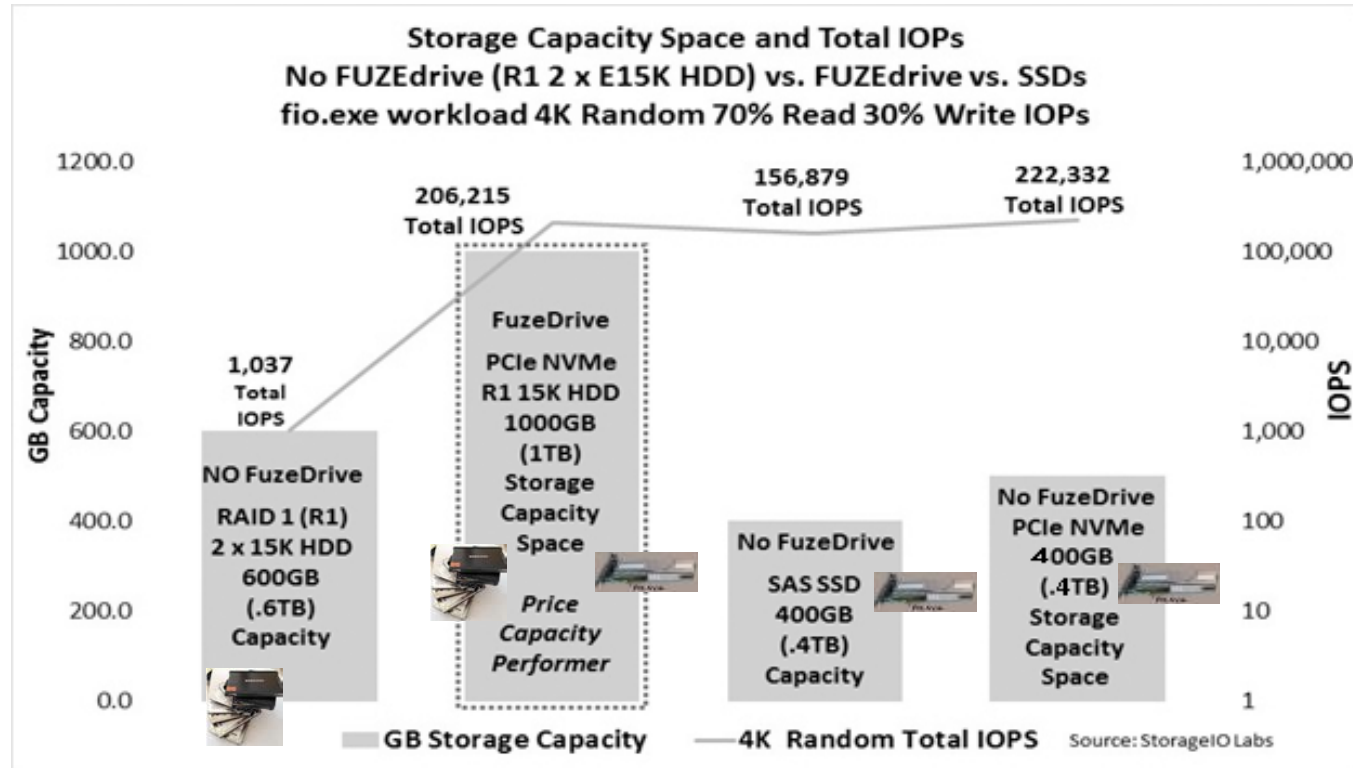 Storage Capacity Space and Total IOPs
No FUZEdrive (R1 2 x E15K HDD) vs. FUZEdrive vs. SSDs
fio.exe workload 4K Random 70% Read 30% Write IOPs
GB Capacity
1200.0
1000.0
800.0
600.0
400.0
200.0
0.0
1,037
Total
IOPS
NO FuzeDrive
RAID 1 (R1)
2 x 15K HDD
600GB
(.6TB)
Capacity
206,215
Total IOPS
FuzeDrive
PCIe NVMe
R1 15K HDD
1000GB
(1TB)
Storage
Capacity
Space
Price
Capacity
Performer
156,879
Total IOPS
No FuzeDrive
SAS SSD
400GB
(.4TB)
Capacity
222,332
Total IOPS
No FuzeDrive
PCIe NVMe
400GB
(.4TB)
Storage
Capacity
Space
1,000,000
100,000
10,000
1,000
100
10
1
IOPS
GB Storage Capacity
4K Random Total IOPS
Source: StorageIO Labs